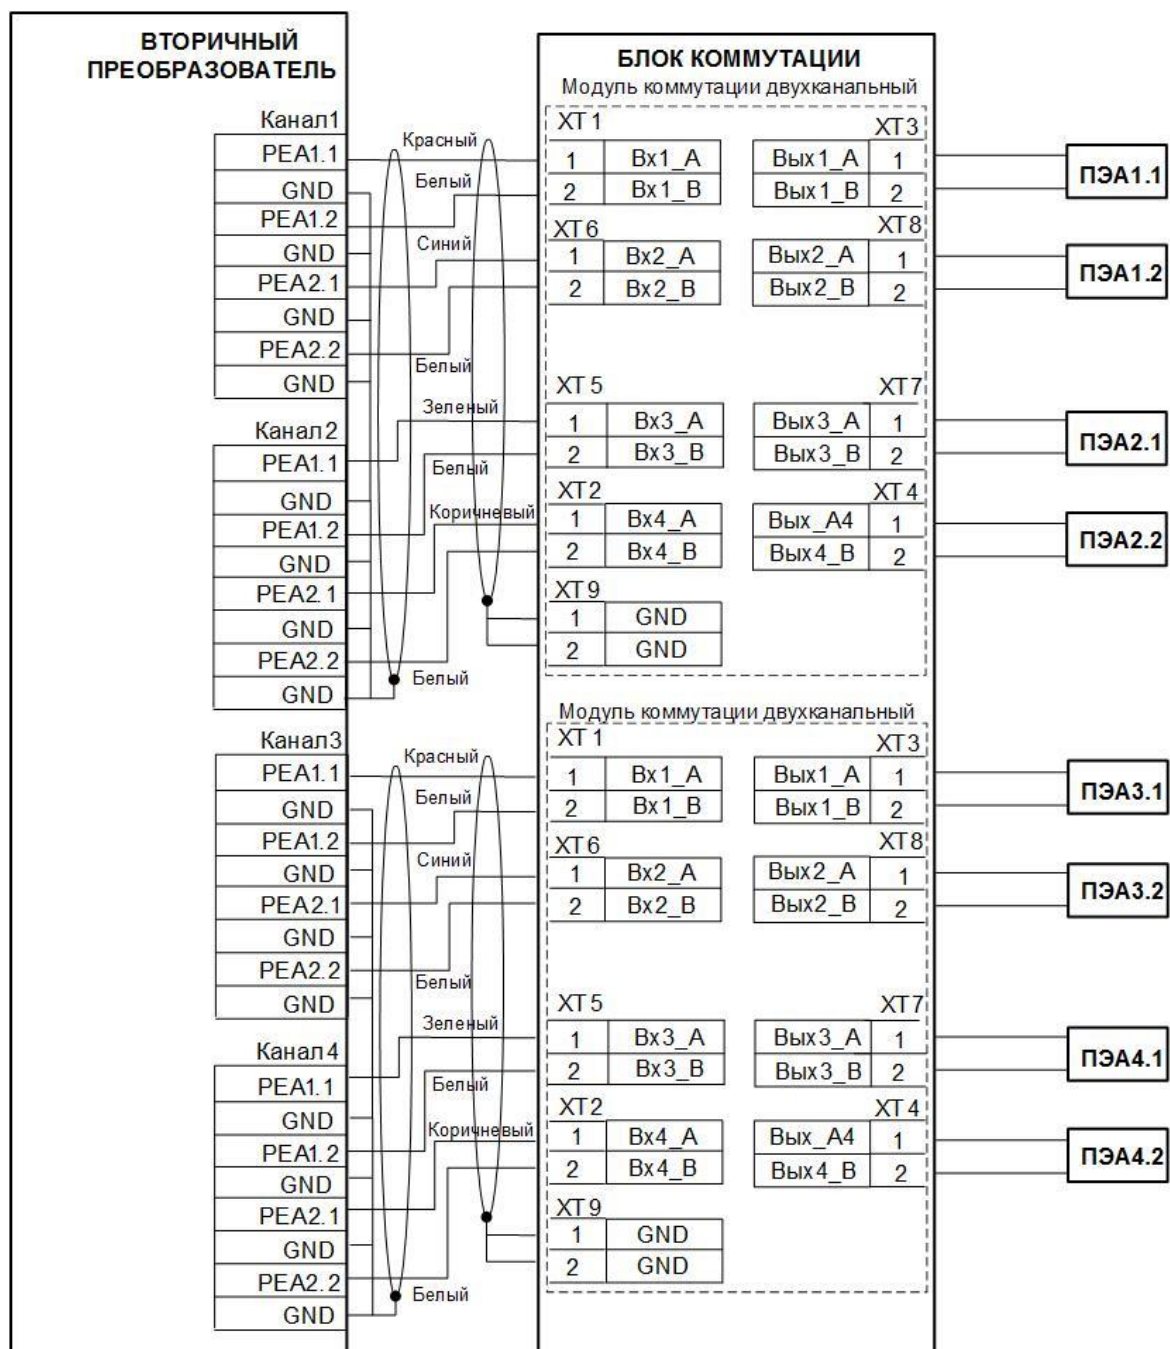 ВТОРИЧНЫЙ
ПРЕОБРАЗОВАТЕЛЬ
Канал1
PEA1.1
GND
PEA1.2
GND
PEA2.1
GND
PEA2.2
GND
Канал2
PEA1.1
GND
PEA1.2
GND
PEA2.1
GND
PEA2.2
GND
Канал3
PEA1.1
GND
PEA1.2
GND
PEA2.1
GND
PEA2.2
GND
Канал4
PEA1.1
GND
PEA1.2
GND
PEA2.1
GND
PEA2.2
GND
Красный
Белый
Синий
Белый
Зеленый
Белый
Коричневый
Белый
Красный
Белый
Синий
Белый
Зеленый
Белый
Коричневый
Белый
БЛОК КОММУТАЦИИ
Модуль коммутации двухканальный
XT1 XT3
1 Вх1_А Вых1_А 1
2 Вх1_В Вых1_В 2
XT6 XT8
1 Вх2_А Вых2_А 1
2 Вх2_В Вых2_В 2
XT5 XT7
1 Вх3_А Вых3_А 1
2 Вх3_В Вых3_В 2
XT2 XT4
1 Вх4_А Вых_А4 1
2 Вх4_В Вых4_В 2
XT9
1 GND
2 GND
Модуль коммутации двухканальный
XT1 XT3
1 Вх1_А Вых1_А 1
2 Вх1_В Вых1_В 2
XT6 XT8
1 Вх2_А Вых2_А 1
2 Вх2_В Вых2_В 2
XT5 XT7
1 Вх3_А Вых3_А 1
2 Вх3_В Вых3_В 2
XT2 XT4
1 Вх4_А Вых_А4 1
2 Вх4_В Вых4_В 2
XT9
1 GND
2 GND
ПЭА1.1
ПЭА1.2
ПЭА2.1
ПЭА2.2
ПЭА3.1
ПЭА3.2
ПЭА4.1
ПЭА4.2